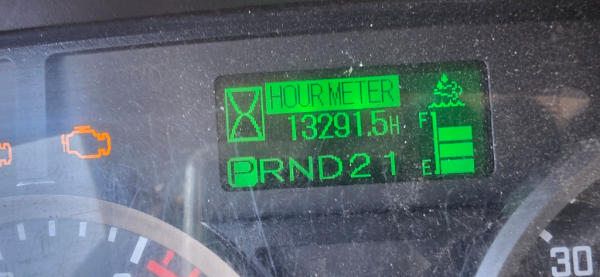 HOUR METER
13291.5H
F
PRND21
E
30